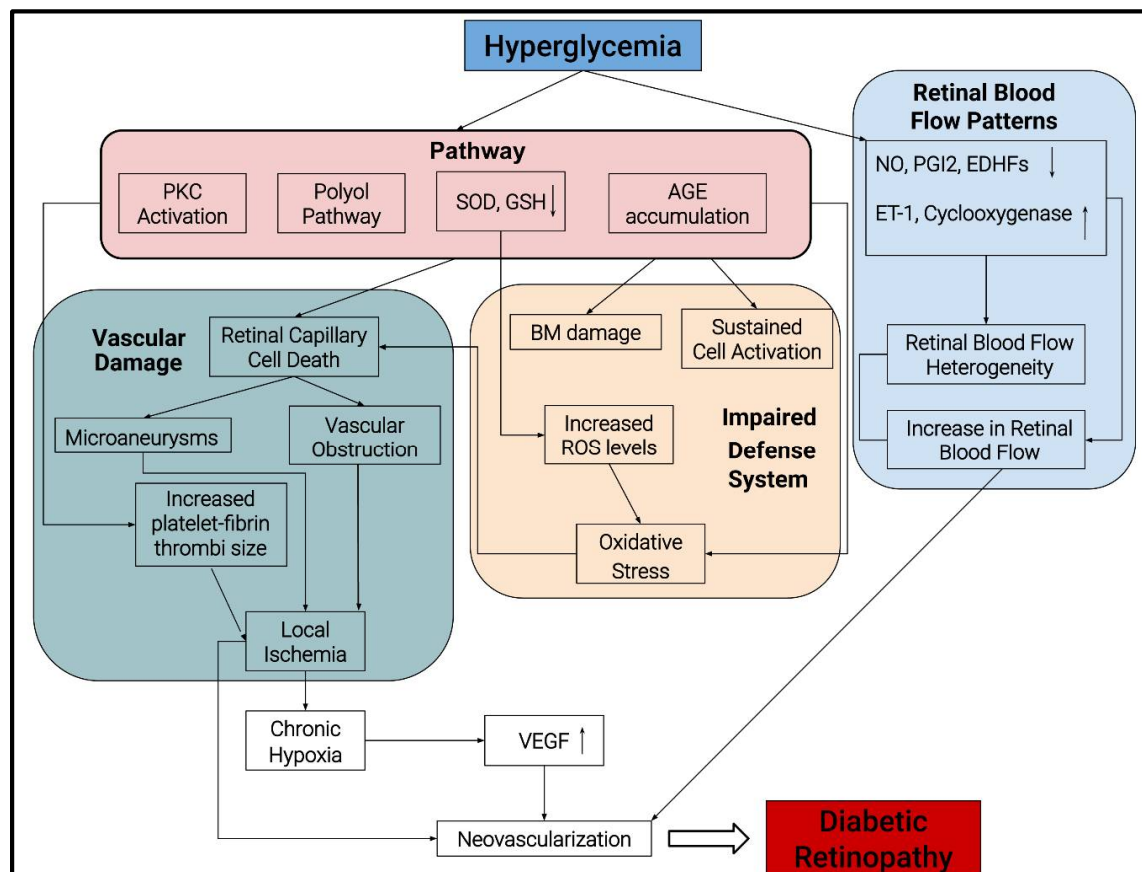 Hyperglycemia
Retinal Blood
Flow Patterns
Pathway
PKC
Activation
Polyol
Pathway
SOD, GSH↓
AGE
accumulation
NO, PGI2, EDHFs ↓
ET-1, Cyclooxygenase ↑
Vascular
Damage
Retinal Capillary
Cell Death
BM damage
Sustained
Cell Activation
Retinal Blood Flow
Heterogeneity
Microaneurysms
Vascular
Obstruction
Increased
ROS levels
Impaired
Defense
System
Increase in Retinal
Blood Flow
Increased
platelet-fibrin
thrombi size
Oxidative
Stress
Local
Ischemia
Chronic
Hypoxia
VEGF ↑
Neovascularization
Diabetic
Retinopathy